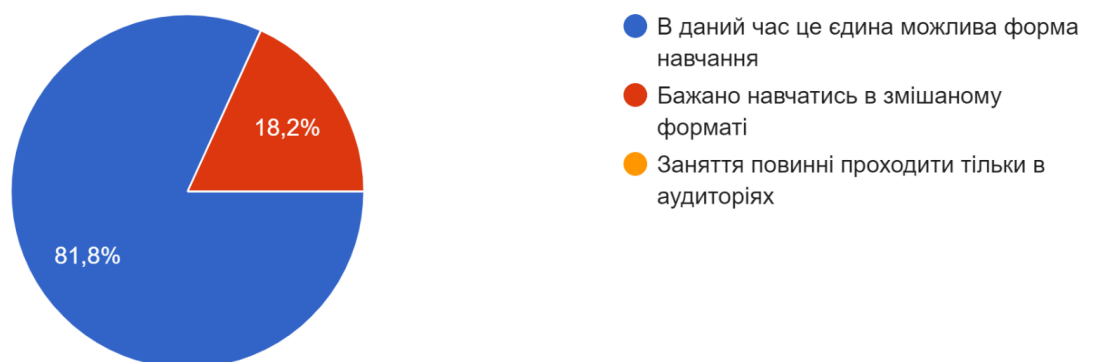 В даний час це єдина можлива форма
навчання
Бажано навчатись в змішаному
форматі
Заняття повинні проходити тільки в
аудиторіях
18,2%
81,8%